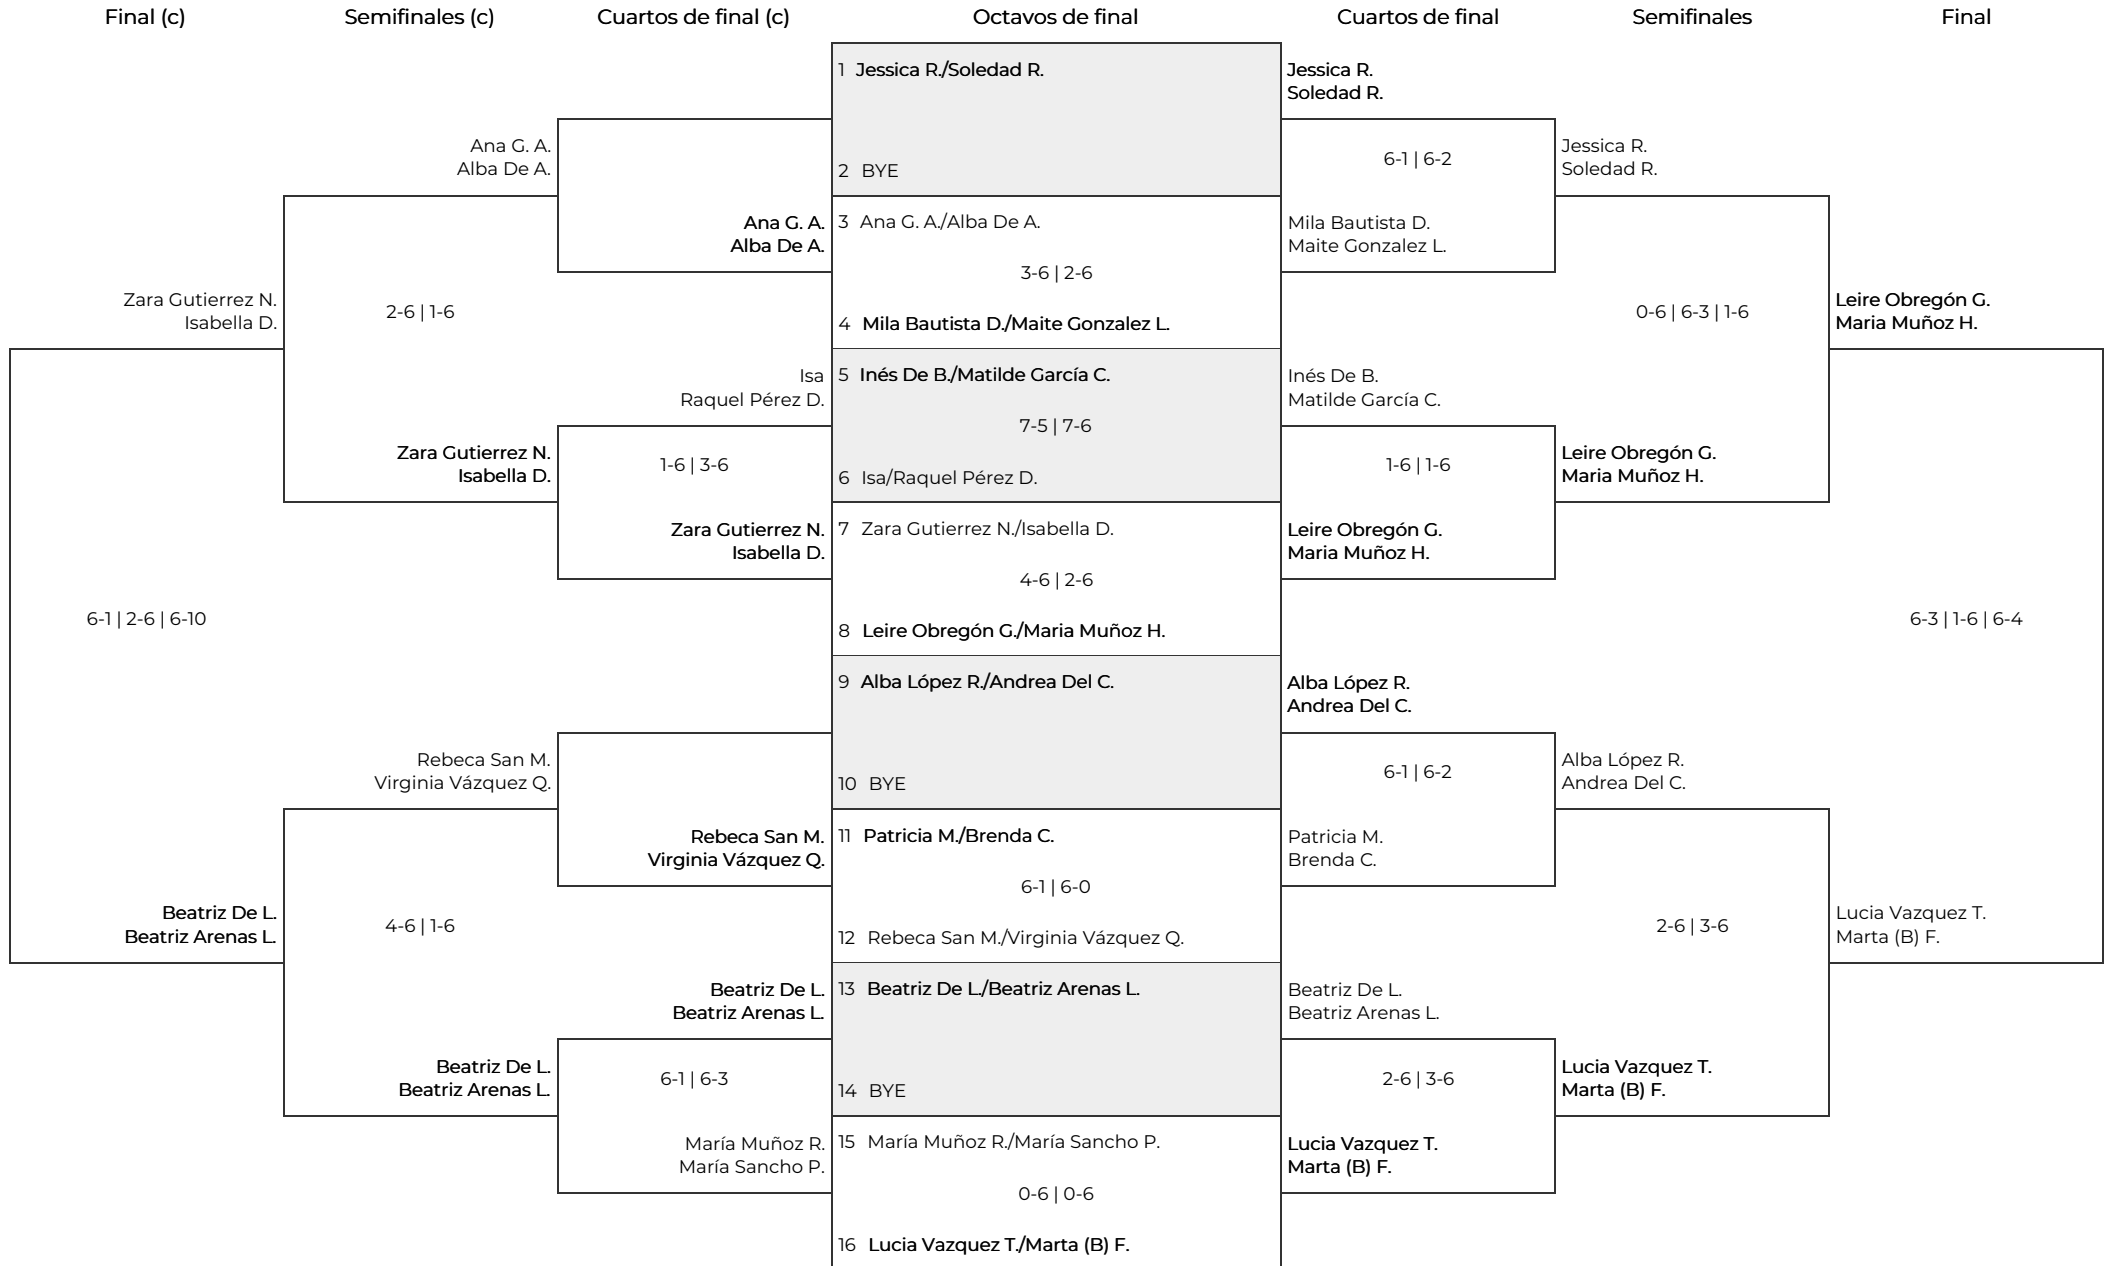 Final (c)
Semifinales (c)
Cuartos de final (c)
Octavos de final
Cuartos de final
Semifinales
Final
Zara Gutierrez N.
Isabella D.
6-1 | 2-6 | 6-10
Beatriz De L.
Beatriz Arenas L.
Ana G. A.
Alba De A.
2-6 | 1-6
Zara Gutierrez N.
Isabella D.
Rebeca San M.
Virginia Vázquez Q.
4-6 | 1-6
Beatriz De L.
Beatriz Arenas L.
Ana G. A.
Alba De A.
Isa
Raquel Pérez D.
1-6 | 3-6
Zara Gutierrez N.
Isabella D.
Rebeca San M.
Virginia Vázquez Q.
Beatriz De L.
Beatriz Arenas L.
6-1 | 6-3
María Muñoz R.
María Sancho P.
1 Jessica R./Soledad R.
2 BYE
3 Ana G. A./Alba De A.
3-6 | 2-6
4 Mila Bautista D./Maite Gonzalez L.
5 Inés De B./Matilde García C.
7-5 | 7-6
6 Isa/Raquel Pérez D.
7 Zara Gutierrez N./Isabella D.
4-6 | 2-6
8 Leire Obregón G./Maria Muñoz H.
9 Alba López R./Andrea Del C.
10 BYE
11 Patricia M./Brenda C.
6-1 | 6-0
12 Rebeca San M./Virginia Vázquez Q.
13 Beatriz De L./Beatriz Arenas L.
14 BYE
15 María Muñoz R./María Sancho P.
0-6 | 0-6
16 Lucia Vazquez T./Marta (B) F.
Jessica R.
Soledad R.
6-1 | 6-2
Mila Bautista D.
Maite Gonzalez L.
Inés De B.
Matilde García C.
1-6 | 1-6
Leire Obregón G.
Maria Muñoz H.
Alba López R.
Andrea Del C.
6-1 | 6-2
Patricia M.
Brenda C.
Beatriz De L.
Beatriz Arenas L.
2-6 | 3-6
Lucia Vazquez T.
Marta (B) F.
Jessica R.
Soledad R.
0-6 | 6-3 | 1-6
Leire Obregón G.
Maria Muñoz H.
Alba López R.
Andrea Del C.
2-6 | 3-6
Lucia Vazquez T.
Marta (B) F.
Leire Obregón G.
Maria Muñoz H.
6-3 | 1-6 | 6-4
Lucia Vazquez T.
Marta (B) F.